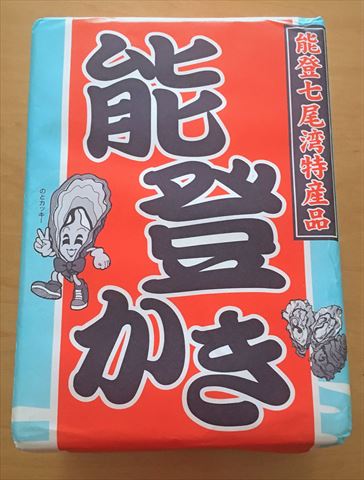 能登七尾湾特産品
能登
かき
のとカッキー